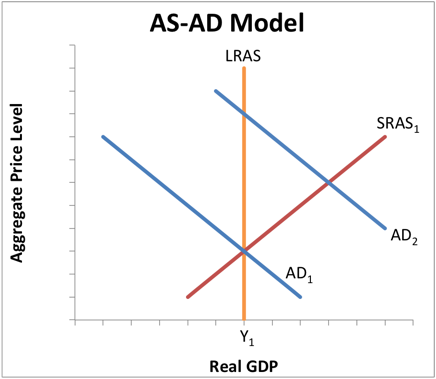 AS-AD Model
LRAS
SRAS₁
Aggregate Price Level
AD₂
AD₁
Y₁
Real GDP